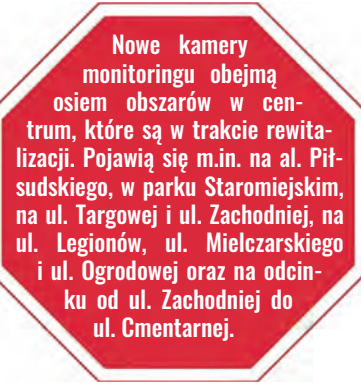 Nowe kamery
monitoringu obejmą
osiem obszarów w cen-
trum, które są w trakcie rewita-
lizacji. Pojawią się m.in. na al. Pił-
sudskiego, w parku Staromiejskim,
na ul. Targowej i ul. Zachodniej, na
ul. Legionów, ul. Mielczarskiego
i ul. Ogrodowej oraz na odcin-
ku od ul. Zachodniej do
ul. Cmentarnej.